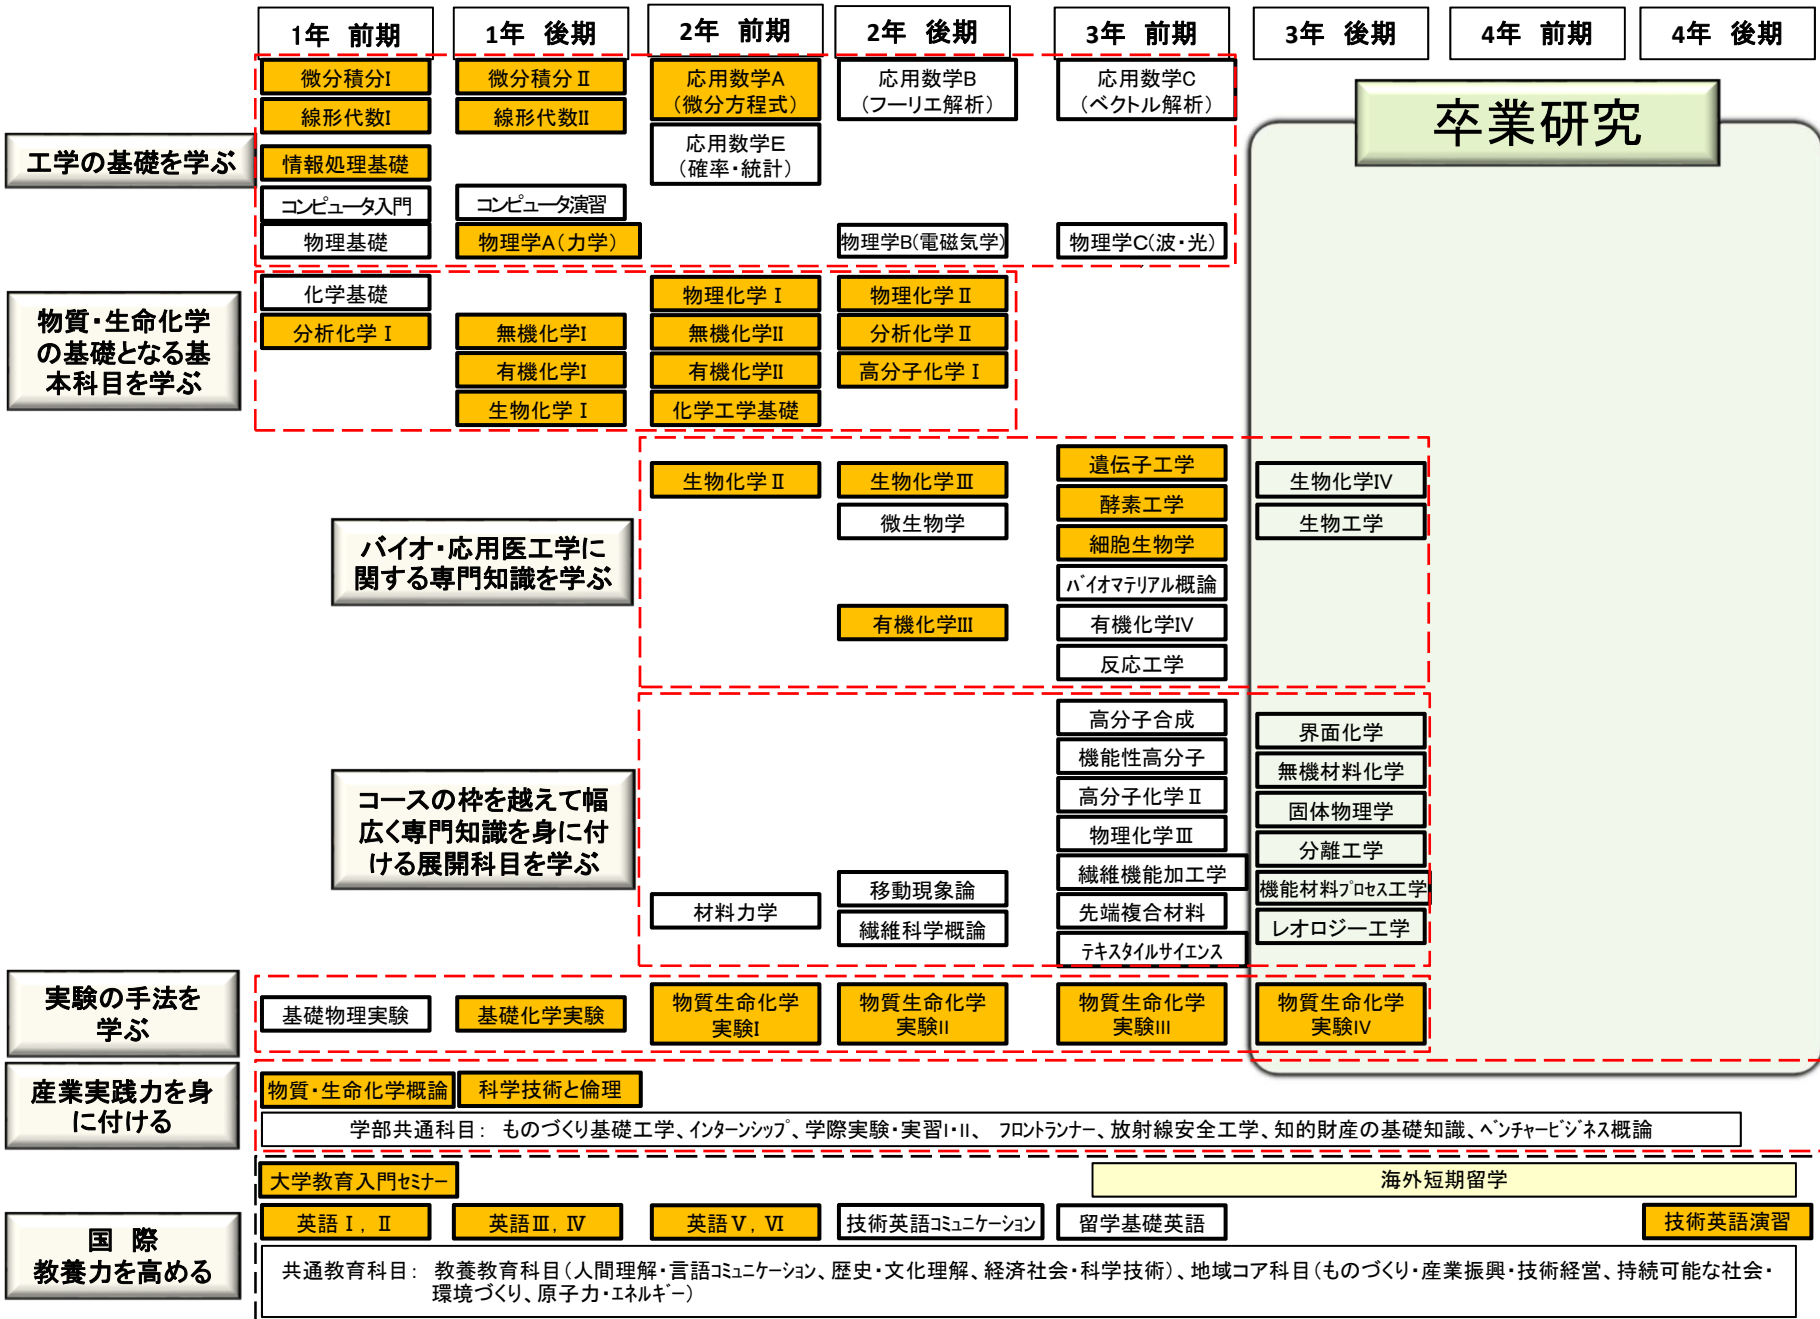 1年 前期
1年 後期
2年 前期
2年 後期
3年 前期
3年 後期
4年 前期
4年 後期
工学の基礎を学ぶ
微分積分I
微分積分Ⅱ
応用数学A
(微分方程式)
応用数学B
(フーリエ解析)
応用数学C
(ベクトル解析)
卒業研究
線形代数I
線形代数II
応用数学E
(確率・統計)
情報処理基礎
コンピュータ入門
コンピュータ演習
物理基礎
物理学A(力学)
物理学B(電磁気学)
物理学C(波・光)
物質・生命化学
の基礎となる基
本科目を学ぶ
化学基礎
物理化学Ⅰ
物理化学Ⅱ
分析化学Ⅰ
無機化学I
無機化学II
分析化学Ⅱ
有機化学I
有機化学II
高分子化学Ⅰ
生物化学Ⅰ
化学工学基礎
バイオ・応用医工学に
関する専門知識を学ぶ
生物化学Ⅱ
生物化学Ⅲ
遺伝子工学
生物化学IV
酵素工学
微生物学
生物工学
細胞生物学
バイオマテリアル概論
有機化学III
有機化学IV
反応工学
コースの枠を越えて幅
広く専門知識を身に付
ける展開科目を学ぶ
高分子合成
界面化学
機能性高分子
無機材料化学
高分子化学Ⅱ
固体物理学
物理化学Ⅲ
分離工学
移動現象論
繊維機能加工学
機能材料プロセス工学
材料力学
先端複合材料
繊維科学概論
レオロジー工学
テキスタイルサイエンス
実験の手法を
学ぶ
基礎物理実験
基礎化学実験
物質生命化学
実験I
物質生命化学
実験II
物質生命化学
実験III
物質生命化学
実験IV
産業実践力を身
に付ける
物質・生命化学概論
科学技術と倫理
学部共通科目: ものづくり基礎工学、インターンシップ、学際実験・実習I・II、 フロントランナー、放射線安全工学、知的財産の基礎知識、ベンチャービジネス概論
国 際
教養力を高める
大学教育入門セミナー
海外短期留学
英語Ⅰ, Ⅱ
英語Ⅲ, Ⅳ
英語Ⅴ, Ⅵ
技術英語コミュニケーション
留学基礎英語
技術英語演習
共通教育科目: 教養教育科目(人間理解・言語コミュニケーション、歴史・文化理解、経済社会・科学技術)、地域コア科目(ものづくり・産業振興・技術経営、持続可能な社会・
環境づくり、原子力・エネルギー)